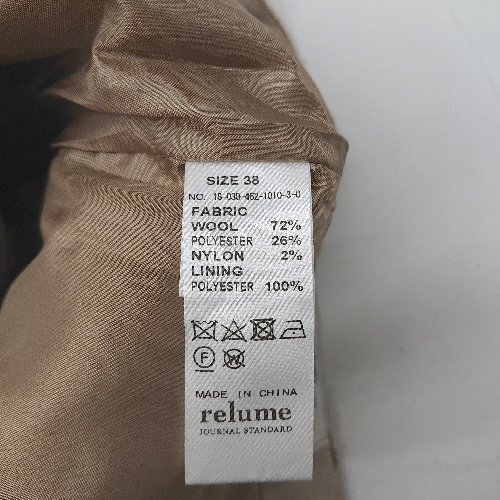 SIZE 38
NO. 16-030-462-1010-3-0
FABRIC
WOOL 72%
POLYESTER 26%
NYLON 2%
LINING
POLYESTER 100%
F W
MADE IN CHINA
relume
JOURNAL STANDARD